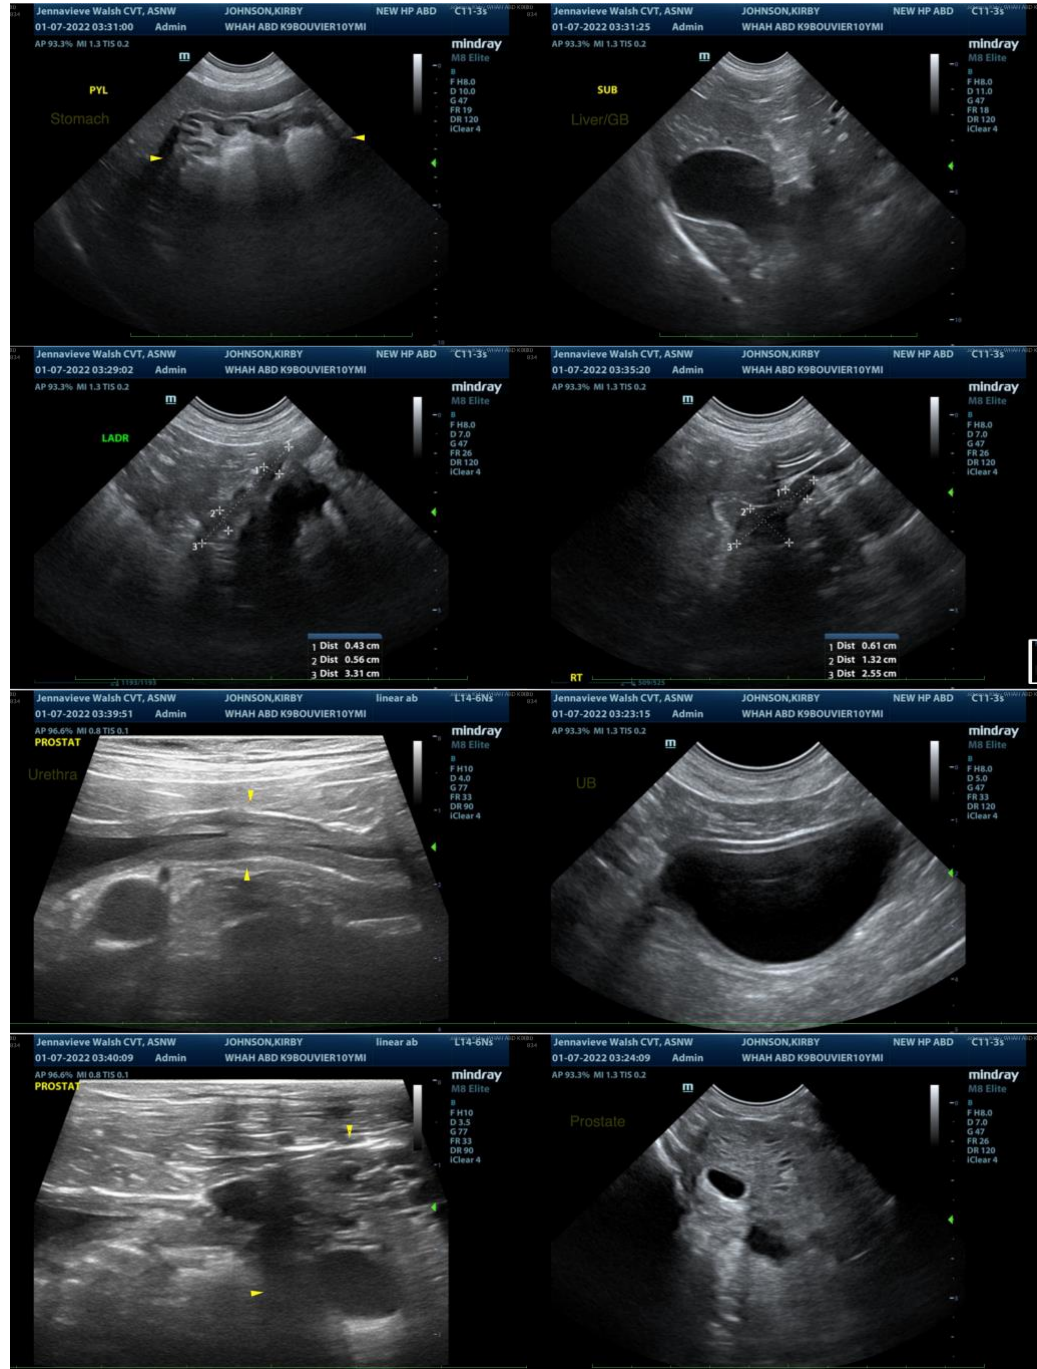 Jennavieve Walsh CVT, ASNW JOHNSON,KIRBY NEW HP ABD C11-3s
01-07-2022 03:31:00 Admin WHAH ABD K9BOUVIER10YMI
AP 93.3% MI 1.3 TIS 0.2
mindray
M8 Elite
m
PYL
Stomach
B
F H8.0
D 10.0
G 47
FR 19
DR 120
iClear 4
Jennavieve Walsh CVT, ASNW JOHNSON,KIRBY NEW HP ABD C11-3s
01-07-2022 03:31:25 Admin WHAH ABD K9BOUVIER10YMI
AP 93.3% MI 1.3 TIS 0.2
mindray
M8 Elite
m
SUB
Liver/GB
B
F H8.0
D 11.0
G 47
FR 18
DR 120
iClear 4
Jennavieve Walsh CVT, ASNW JOHNSON,KIRBY NEW HP ABD C11-3s
01-07-2022 03:29:02 Admin WHAH ABD K9BOUVIER10YMI
AP 93.3% MI 1.3 TIS 0.2
mindray
M8 Elite
m
LADR
B
F H8.0
D 7.0
G 47
FR 26
DR 120
iClear 4
1
2
3
1 Dist 0.43 cm
2 Dist 0.56 cm
3 Dist 3.31 cm
1193/1193
Jennavieve Walsh CVT, ASNW JOHNSON,KIRBY NEW HP ABD C11-3s
01-07-2022 03:35:20 Admin WHAH ABD K9BOUVIER10YMI
AP 93.3% MI 1.3 TIS 0.2
mindray
M8 Elite
m
B
F H8.0
D 7.0
G 47
FR 26
DR 120
iClear 4
1
2
3
1 Dist 0.61 cm
2 Dist 1.32 cm
3 Dist 2.55 cm
RT
509/525
Jennavieve Walsh CVT, ASNW JOHNSON,KIRBY linear ab L14-6Ns
01-07-2022 03:39:51 Admin WHAH ABD K9BOUVIER10YMI
AP 96.6% MI 0.8 TIS 0.1
mindray
M8 Elite
PROSTAT
Urethra
B
F H10
D 4.0
G 77
FR 33
DR 90
iClear 4
Jennavieve Walsh CVT, ASNW JOHNSON,KIRBY NEW HP ABD C11-3s
01-07-2022 03:23:15 Admin WHAH ABD K9BOUVIER10YMI
AP 93.3% MI 1.3 TIS 0.2
mindray
M8 Elite
m
UB
B
F H8.0
D 5.0
G 47
FR 33
DR 120
iClear 4
Jennavieve Walsh CVT, ASNW JOHNSON,KIRBY linear ab L14-6Ns
01-07-2022 03:40:09 Admin WHAH ABD K9BOUVIER10YMI
AP 96.6% MI 0.8 TIS 0.1
mindray
M8 Elite
PROSTAT
B
F H10
D 3.5
G 77
FR 33
DR 90
iClear 4
Jennavieve Walsh CVT, ASNW JOHNSON,KIRBY NEW HP ABD C11-3s
01-07-2022 03:24:09 Admin WHAH ABD K9BOUVIER10YMI
AP 93.3% MI 1.3 TIS 0.2
mindray
M8 Elite
m
Prostate
B
F H8.0
D 7.0
G 47
FR 26
DR 120
iClear 4